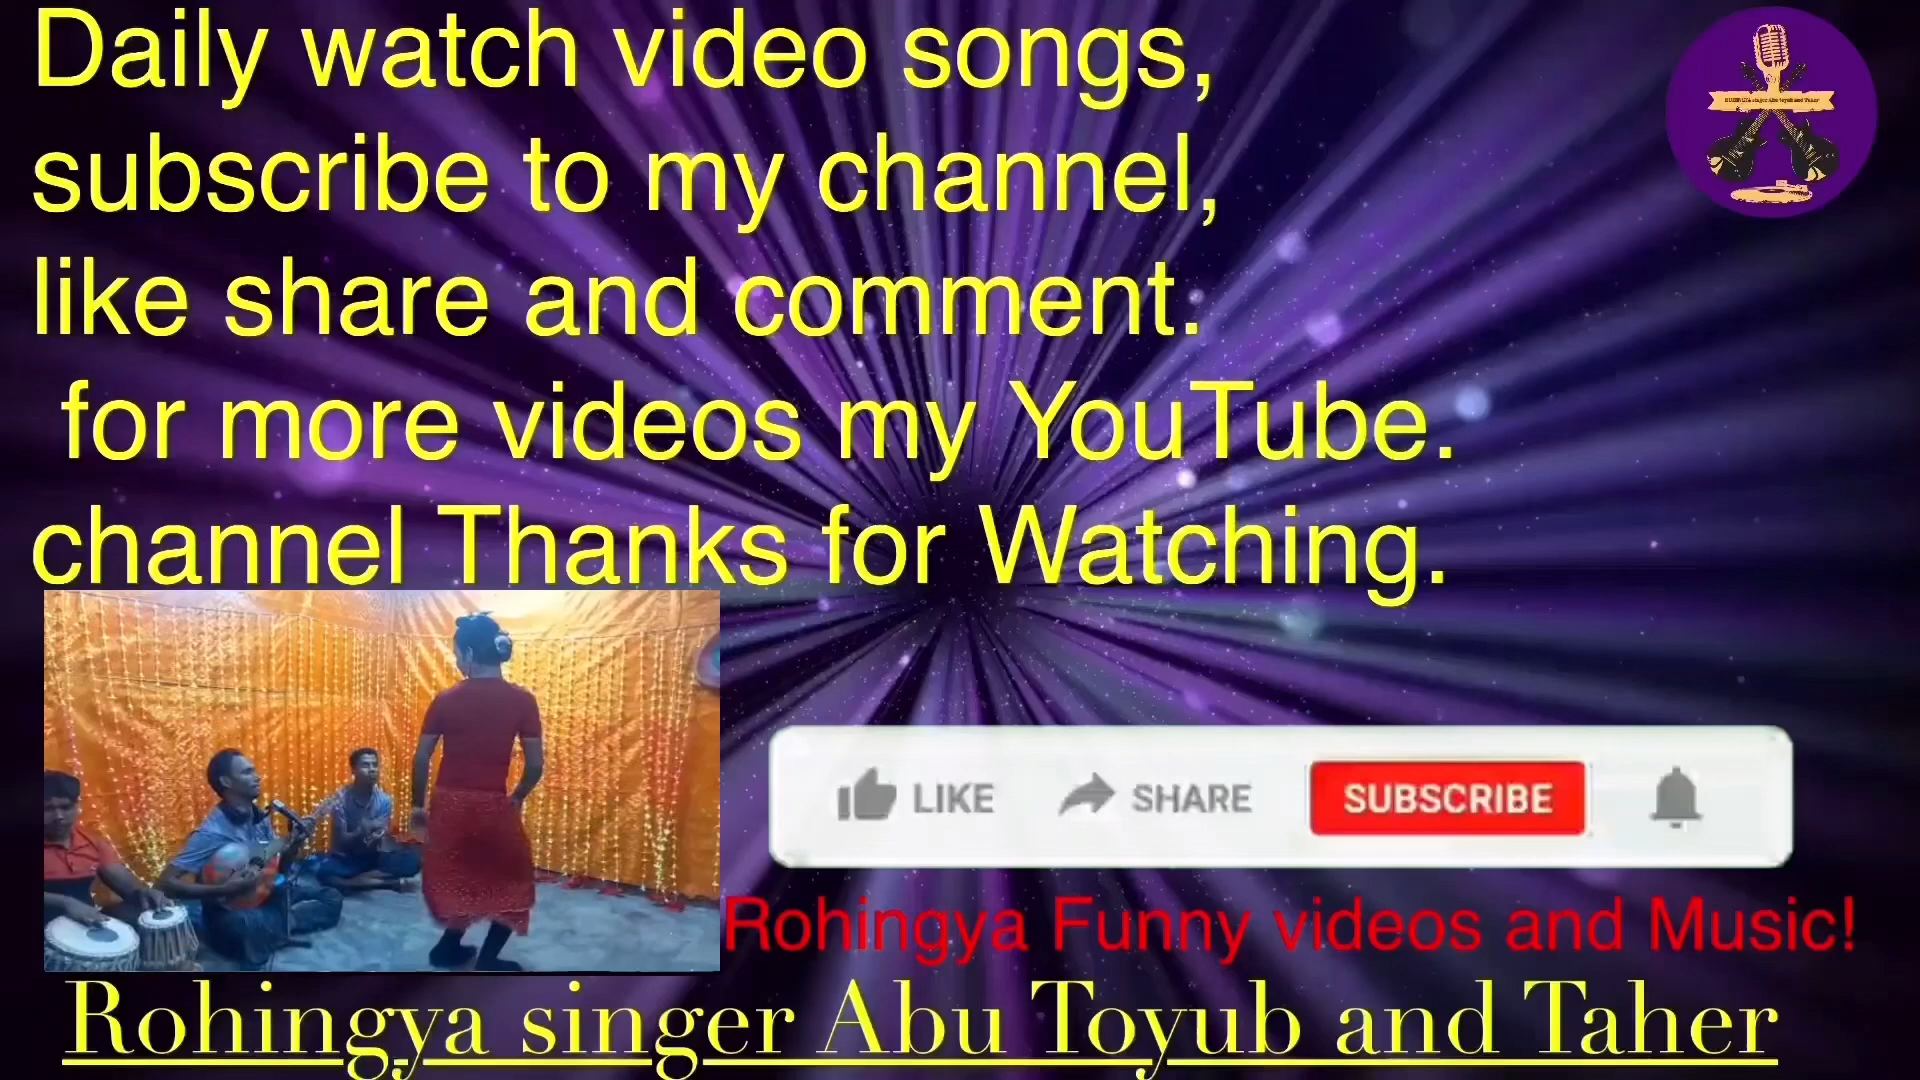 Daily watch video songs,
subscribe to my channel,
like share and comment.
for more videos my YouTube.
channel Thanks for Watching.
LIKE SHARE SUBSCRIBE
Rohingya Funny videos and Music!
Rohingya singer Abu Toyub and Taher